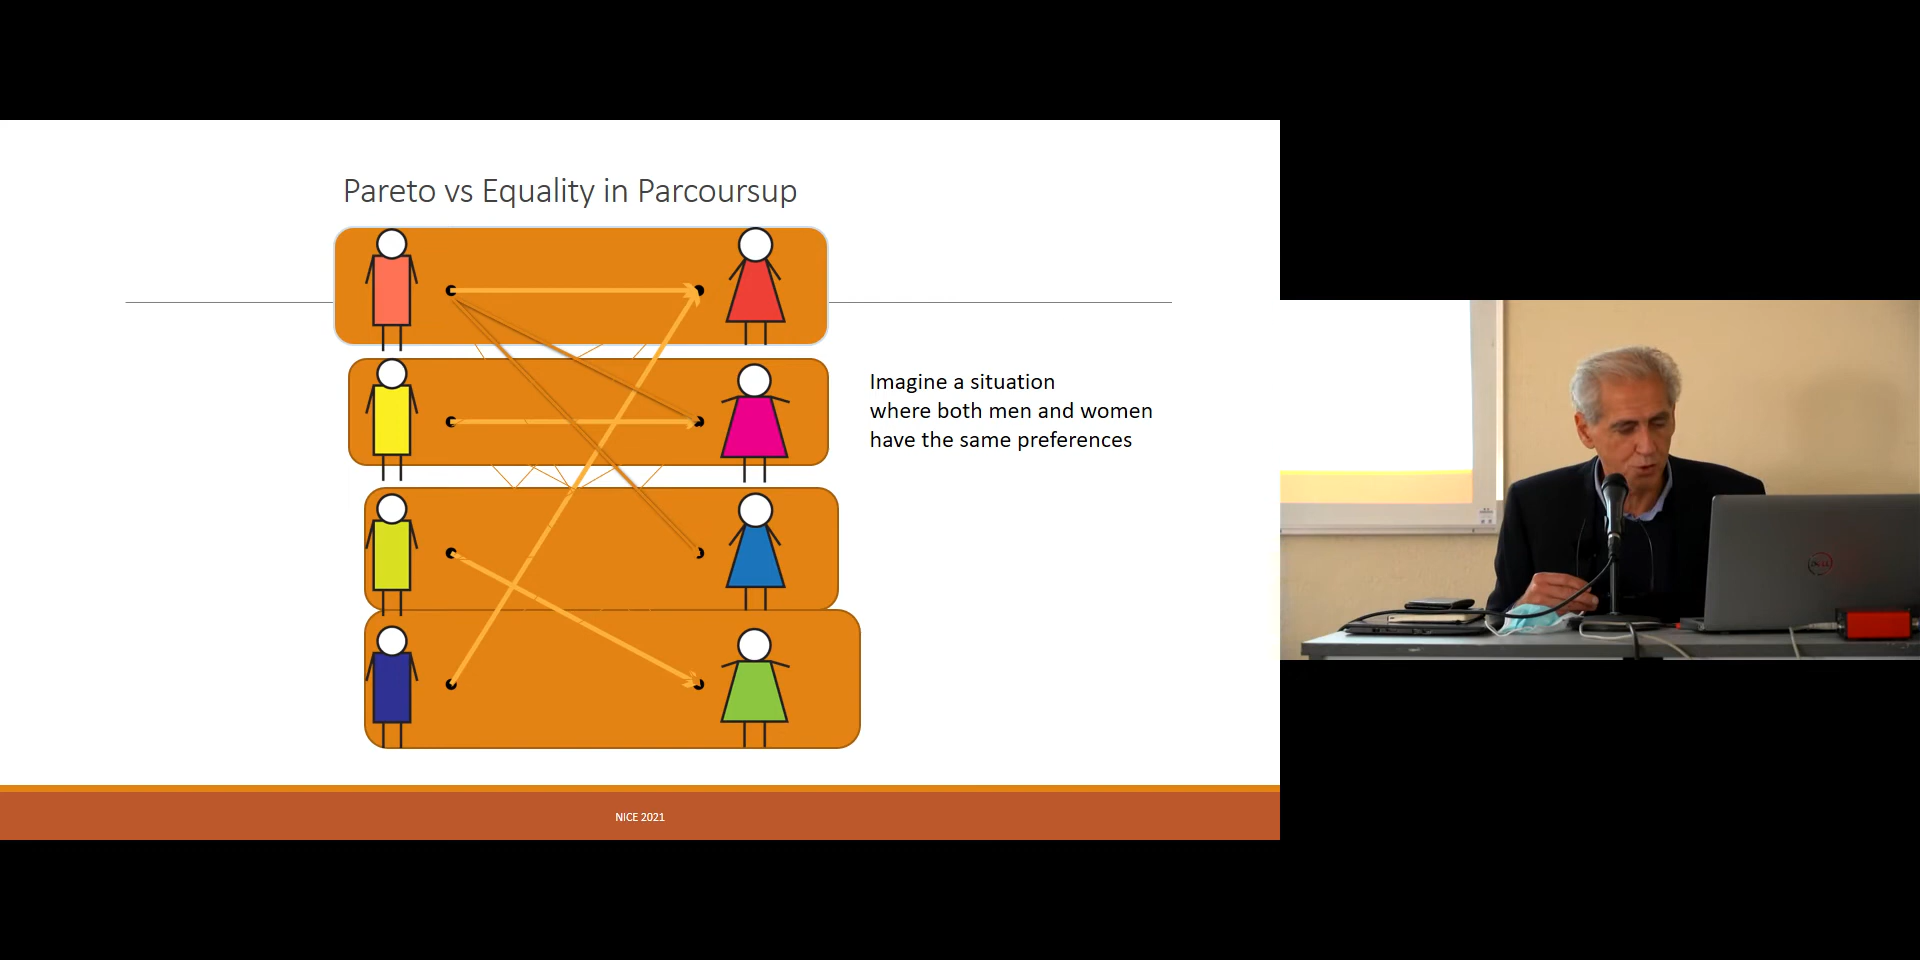 Pareto vs Equality in Parcoursup
Imagine a situation
where both men and women
have the same preferences
NICE 2021